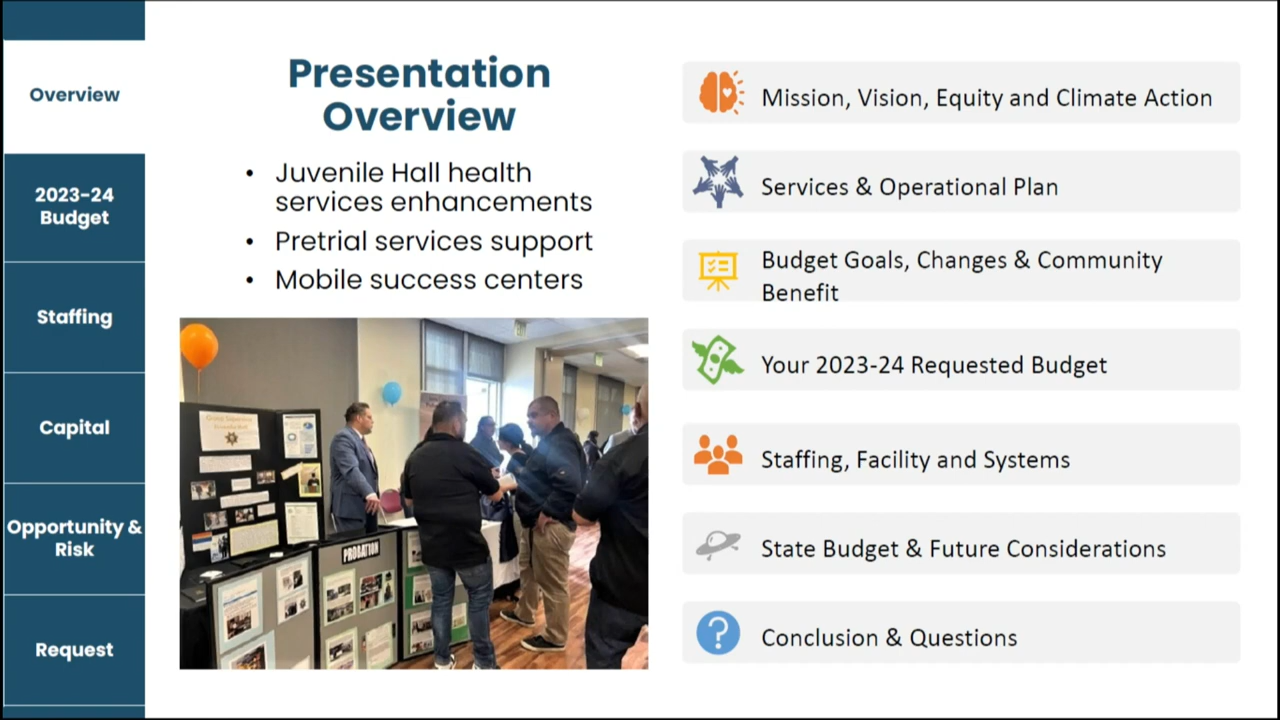 Overview
2023-24
Budget
Staffing
Capital
Opportunity &
Risk
Request
Presentation
Overview
• Juvenile Hall health
services enhancements
• Pretrial services support
• Mobile success centers
PROBATION
Mission, Vision, Equity and Climate Action
Services & Operational Plan
Budget Goals, Changes & Community
Benefit
Your 2023-24 Requested Budget
Staffing, Facility and Systems
State Budget & Future Considerations
Conclusion & Questions